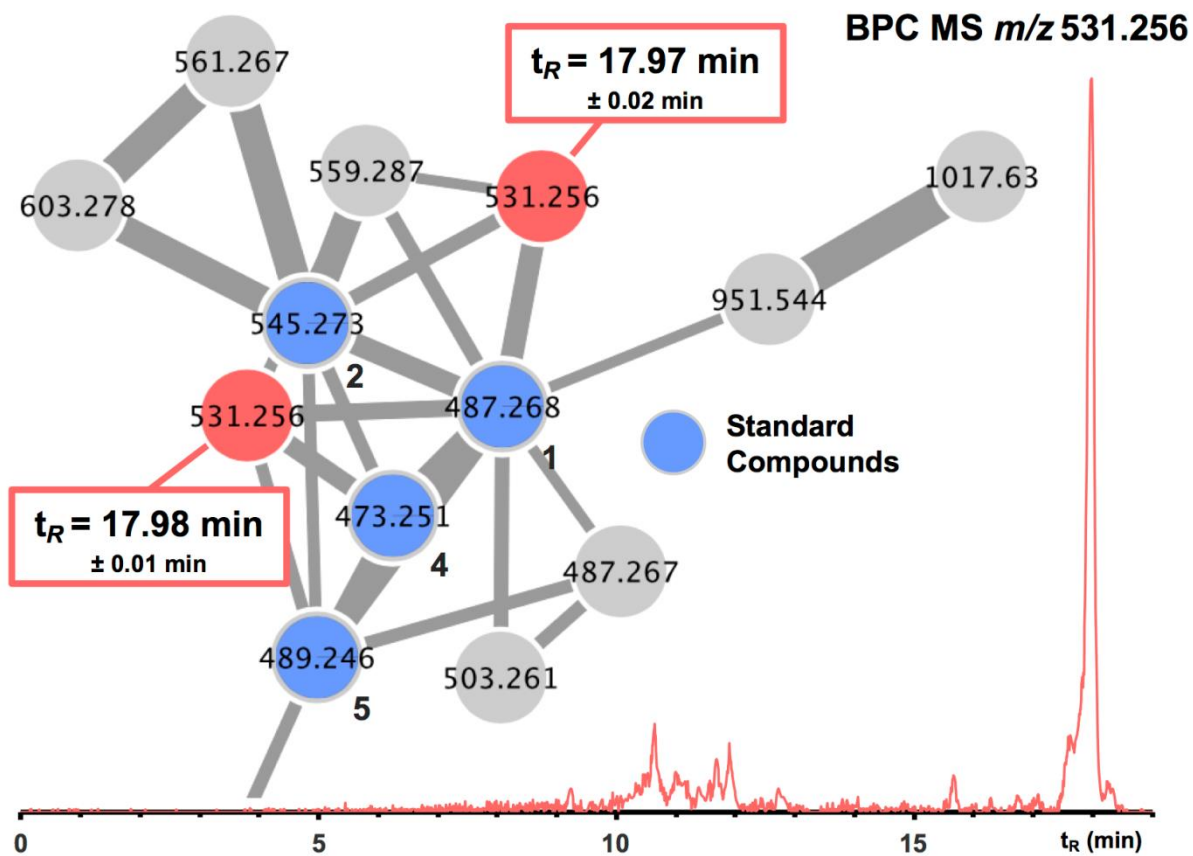 BPC MS m/z 531.256
561.267
tR = 17.97 min
± 0.02 min
559.287
531.256
1017.63
603.278
951.544
545.273
2
487.268
1
531.256
Standard
Compounds
tR = 17.98 min
± 0.01 min
473.251
4
487.267
489.246
5
503.261
0
5
10
15
tR (min)